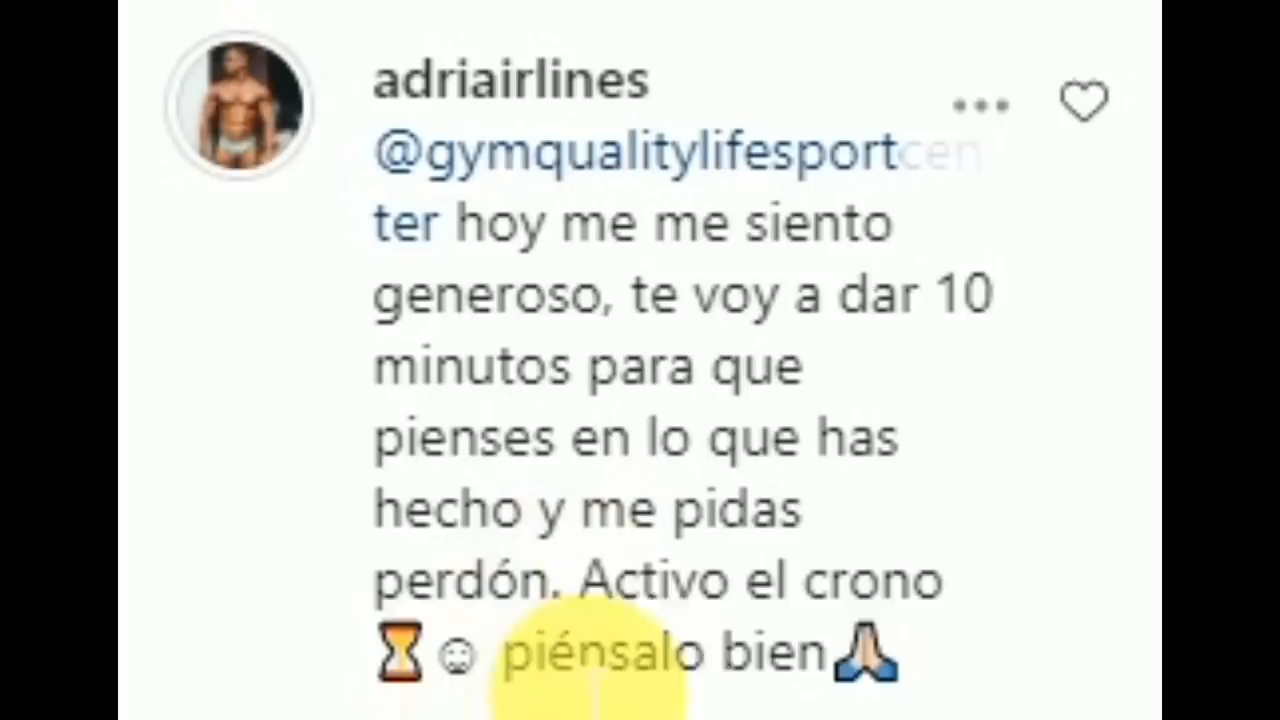 adriairlines
@gymqualitylifesportcen
ter hoy me me siento
generoso, te voy a dar 10
minutos para que
pienses en lo que has
hecho y me pidas
perdón. Activo el crono
⏳☺ piénsalo bien🙏🏻